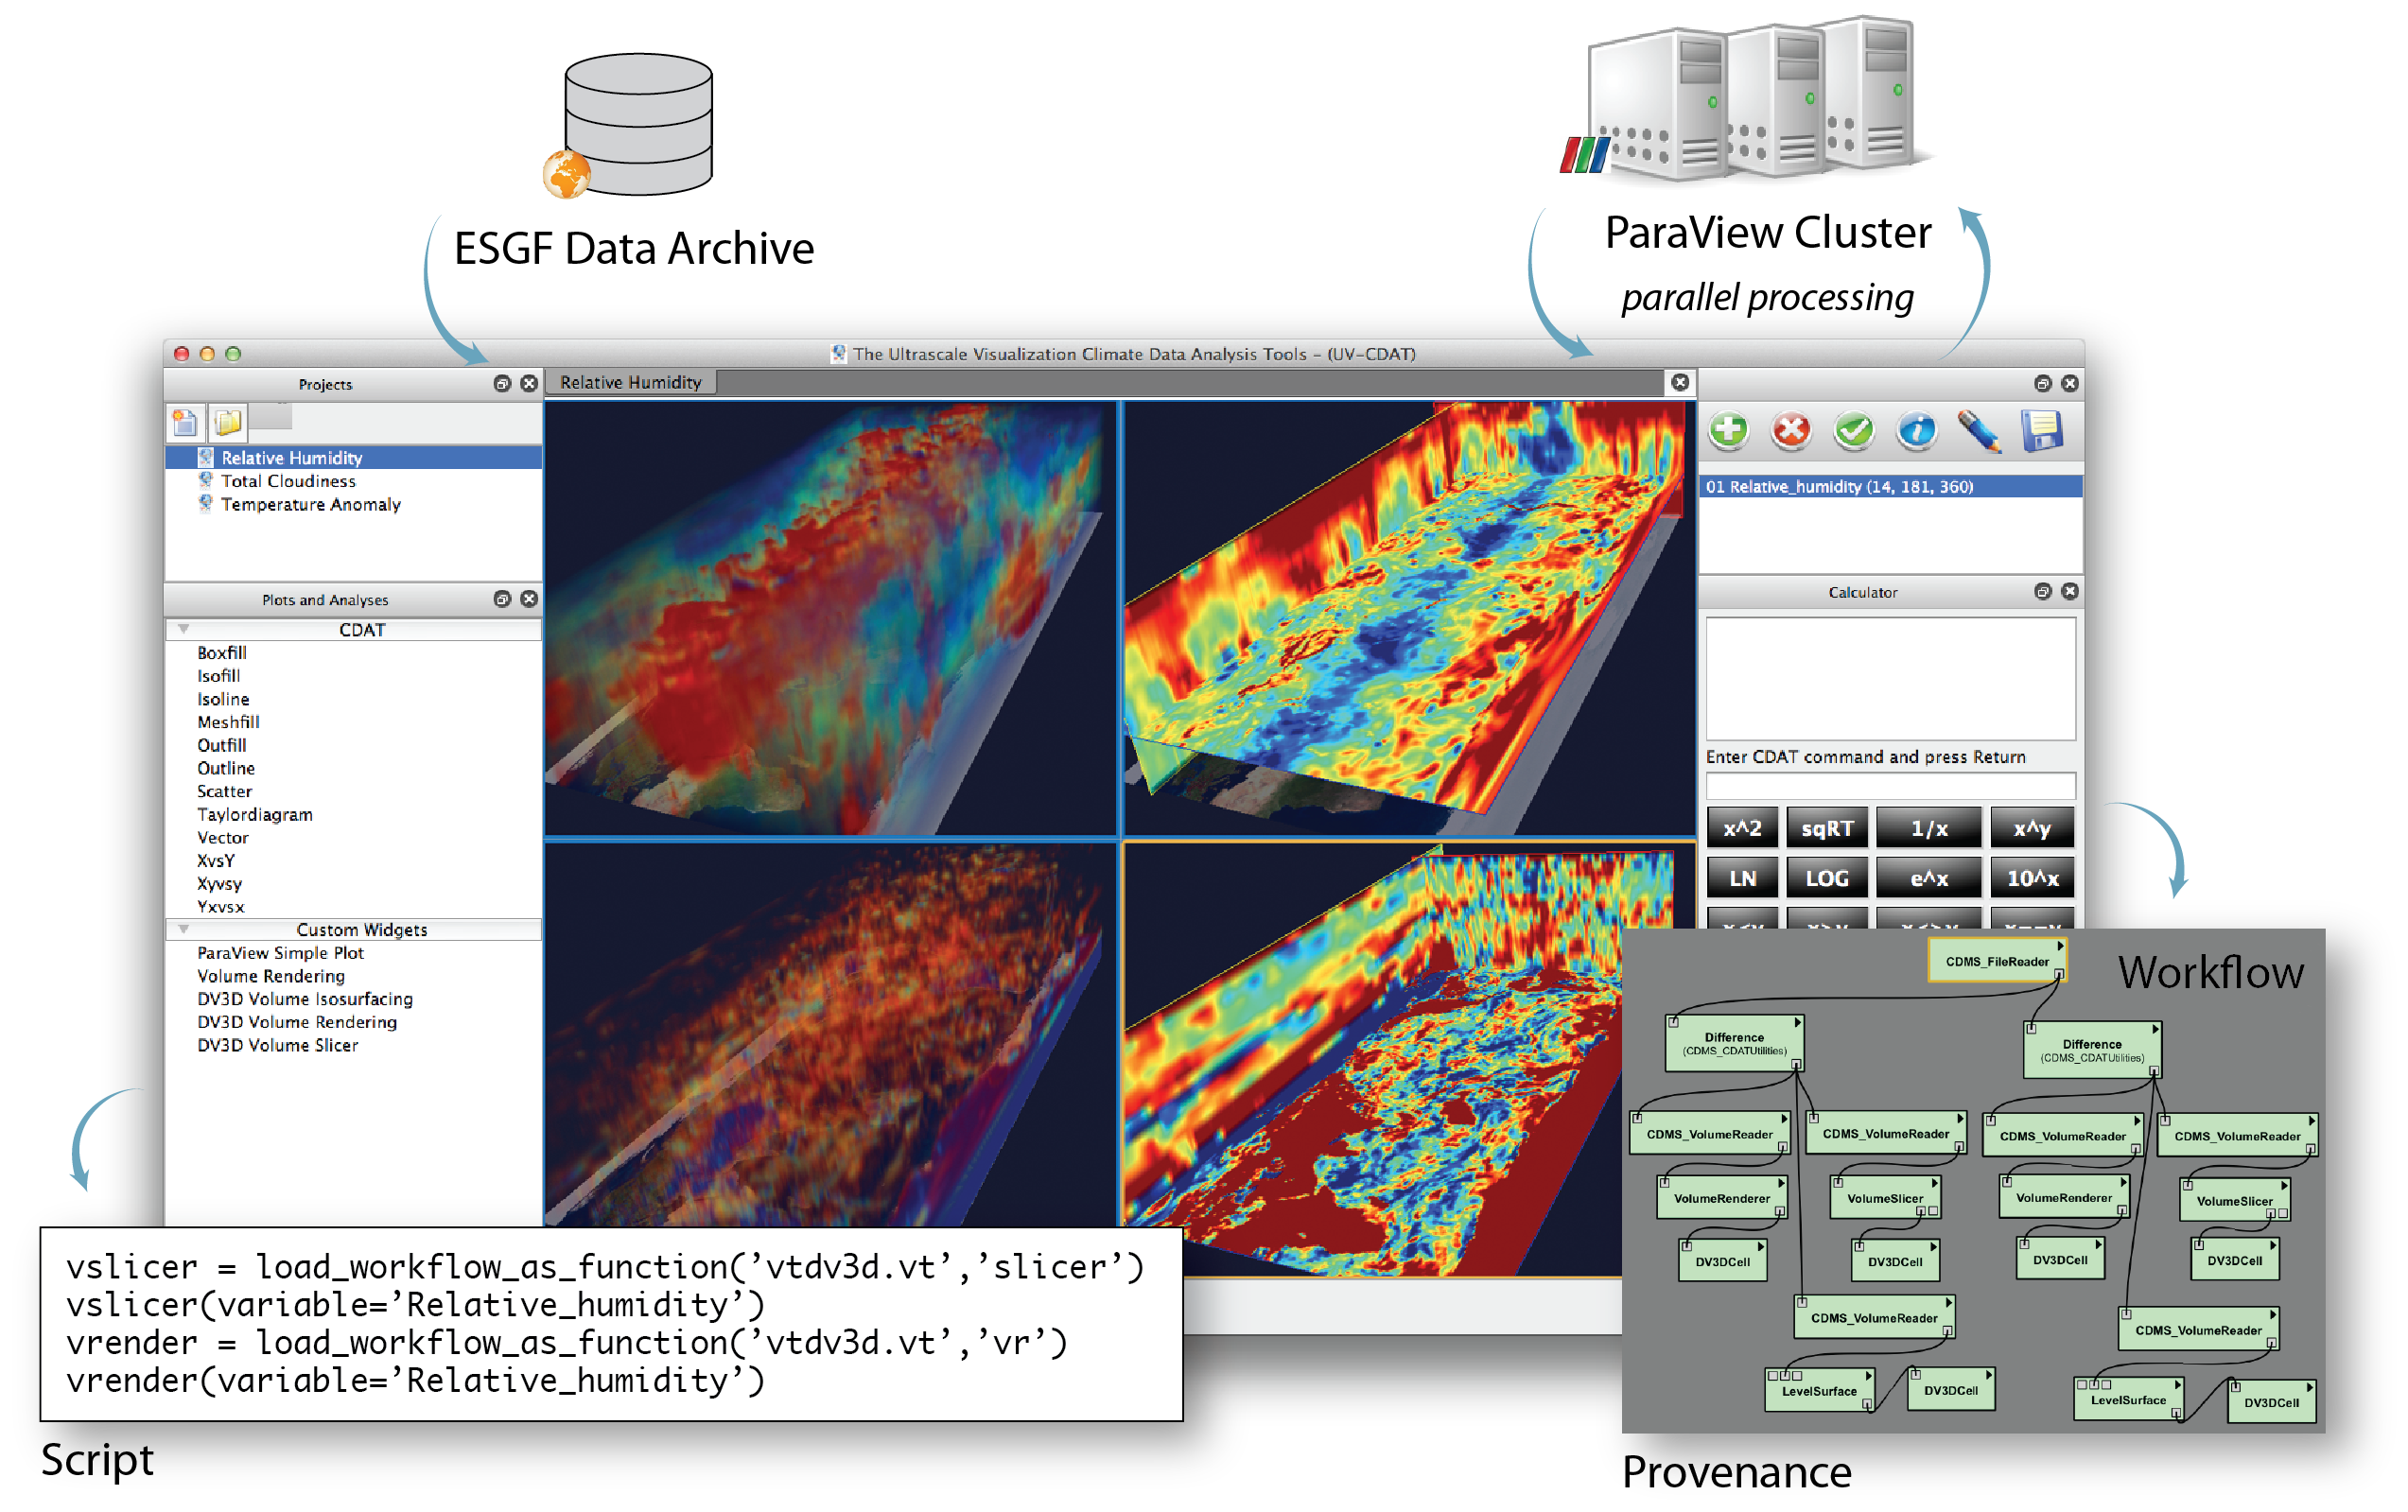 ESGF Data Archive
ParaView Cluster
parallel processing
The Ultrascale Visualization Climate Data Analysis Tools - (UV-CDAT)
Projects
Relative Humidity
Total Cloudiness
Temperature Anomaly
Plots and Analyses
CDAT
Boxfill
Isofill
Isoline
Meshfill
Outfill
Outline
Scatter
Taylordiagram
Vector
XvsY
Xyvsy
Yxvsx
Custom Widgets
ParaView Simple Plot
Volume Rendering
DV3D Volume Isosurfacing
DV3D Volume Rendering
DV3D Volume Slicer
Relative Humidity
01 Relative_humidity (14, 181, 360)
Calculator
Enter CDAT command and press Return
x^2 sqRT 1/x x^y
LN LOG e^x 10^x
Workflow
CDMS_FileReader
Difference
(CDMS_CDATUtilities)
Difference
(CDMS_CDATUtilities)
CDMS_VolumeReader CDMS_VolumeReader CDMS_VolumeReader CDMS_VolumeReader
VolumeRenderer VolumeSlicer VolumeRenderer VolumeSlicer
DV3DCell DV3DCell DV3DCell DV3DCell
CDMS_VolumeReader CDMS_VolumeReader
LevelSurface DV3DCell LevelSurface DV3DCell
Provenance
vslicer = load_workflow_as_function(’vtdv3d.vt’,’slicer’)
vslicer(variable=’Relative_humidity’)
vrender = load_workflow_as_function(’vtdv3d.vt’,’vr’)
vrender(variable=’Relative_humidity’)
Script